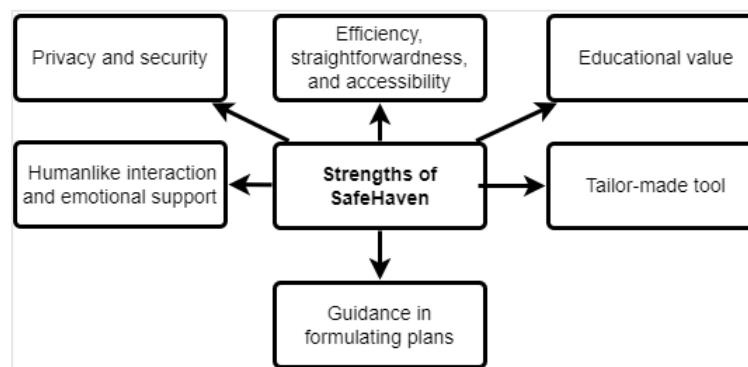 Privacy and security
Efficiency,
straightforwardness,
and accessibility
Educational value
Humanlike interaction
and emotional support
Strengths of
SafeHaven
Tailor-made tool
Guidance in
formulating plans